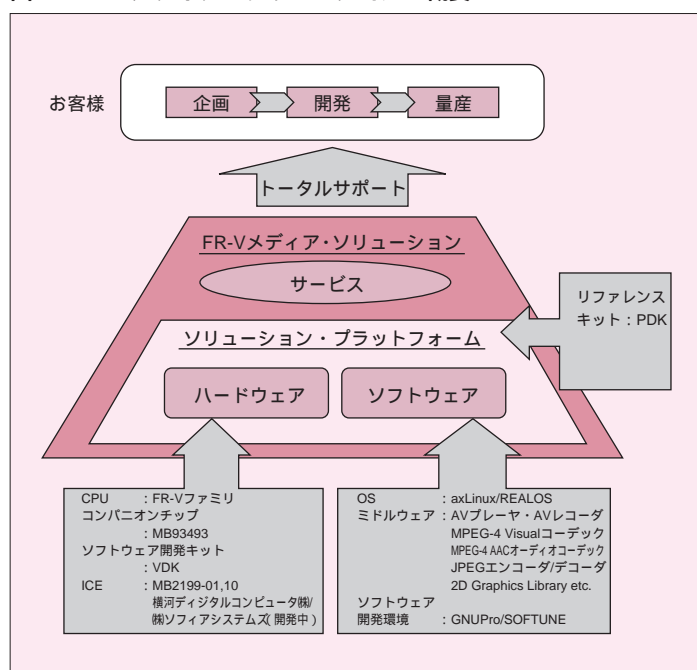 お客様
企画
開発
量産
トータルサポート
FR-Vメディア・ソリューション
サービス
リファレンス
キット：PDK
ソリューション・プラットフォーム
ハードウェア
ソフトウェア
CPU ：FR-Vファミリ
コンパニオンチップ
：MB93493
ソフトウェア開発キット
：VDK
ICE ：MB2199-01,10
横河ディジタルコンピュータ㈱/
㈱ソフィアシステムズ(開発中)
OS ：axLinux/REALOS
ミドルウェア：AVプレーヤ・AVレコーダ
MPEG-4 Visualコーデック
MPEG-4 AACオーディオコーデック
JPEGエンコーダ/デコーダ
2D Graphics Library etc.
ソフトウェア
開発環境 ：GNUPro/SOFTUNE